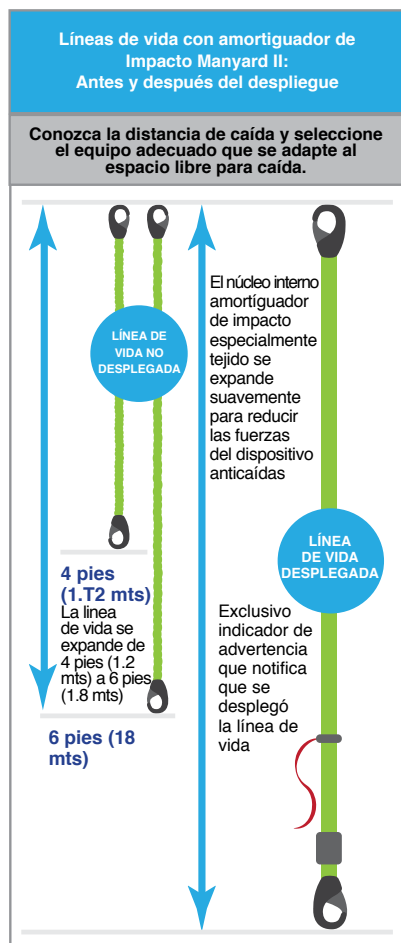 Líneas de vida con amortiguador de
Impacto Manyard II:
Antes y después del despliegue
Conozca la distancia de caída y seleccione
el equipo adecuado que se adapte al
espacio libre para caída.
LÍNEA DE
VIDA NO
DESPLEGADA
4 pies
(1.T2 mts)
La linea
de vida se
expande de
4 pies (1.2
mts) a 6 pies
(1.8 mts)
6 pies (18
mts)
El núcleo interno
amortíguador
de impacto
especialmente
tejido se
expande
suavemente
para reducir
las fuerzas
del dispositivo
anticaídas
LÍNEA
DE VIDA
DESPLEGADA
Exclusivo
indicador de
advertencia
que notifica
que se
desplegó
la línea de
vida